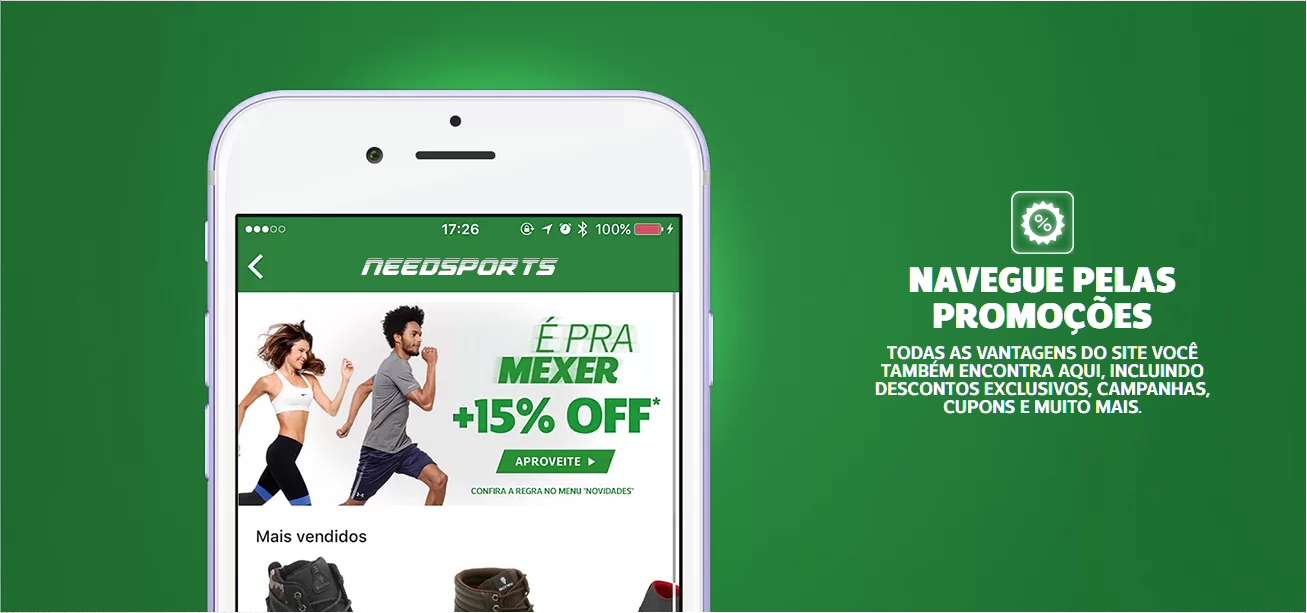 17:26
100%
NEEDSPORTS
É PRA
MEXER
+15% OFF*
APROVEITE
CONFIRA A REGRA NO MENU "NOVIDADES"
Mais vendidos
%
NAVEGUE PELAS
PROMOÇÕES
TODAS AS VANTAGENS DO SITE VOCÊ
TAMBÉM ENCONTRA AQUI, INCLUINDO
DESCONTOS EXCLUSIVOS, CAMPANHAS,
CUPONS E MUITO MAIS.